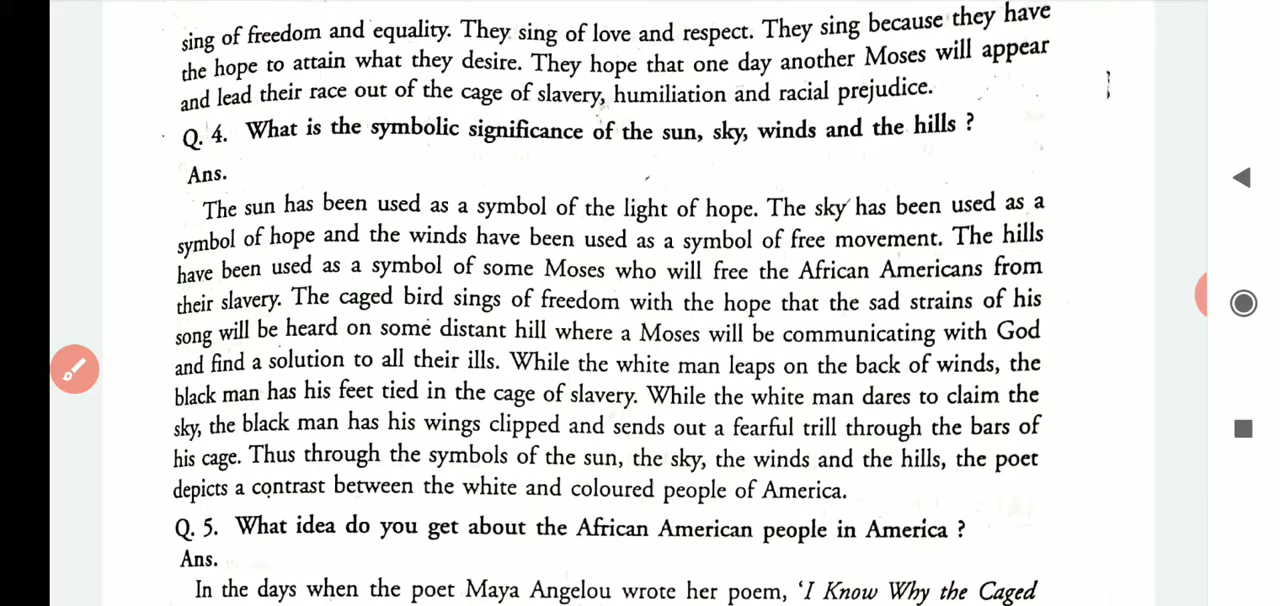 sing of freedom and equality. They sing of love and respect. They sing because they have
the hope to attain what they desire. They hope that one day another Moses will appear
and lead their race out of the cage of slavery, humiliation and racial prejudice.
Q. 4. What is the symbolic significance of the sun, sky, winds and the hills ?
Ans.
The sun has been used as a symbol of the light of hope. The sky has been used as a
symbol of hope and the winds have been used as a symbol of free movement. The hills
have been used as a symbol of some Moses who will free the African Americans from
their slavery. The caged bird sings of freedom with the hope that the sad strains of his
song will be heard on some distant hill where a Moses will be communicating with God
and find a solution to all their ills. While the white man leaps on the back of winds, the
black man has his feet tied in the cage of slavery. While the white man dares to claim the
sky, the black man has his wings clipped and sends out a fearful trill through the bars of
his cage. Thus through the symbols of the sun, the sky, the winds and the hills, the poet
depicts a contrast between the white and coloured people of America.
Q. 5. What idea do you get about the African American people in America ?
Ans.
In the days when the poet Maya Angelou wrote her poem, ‘I Know Why the Caged